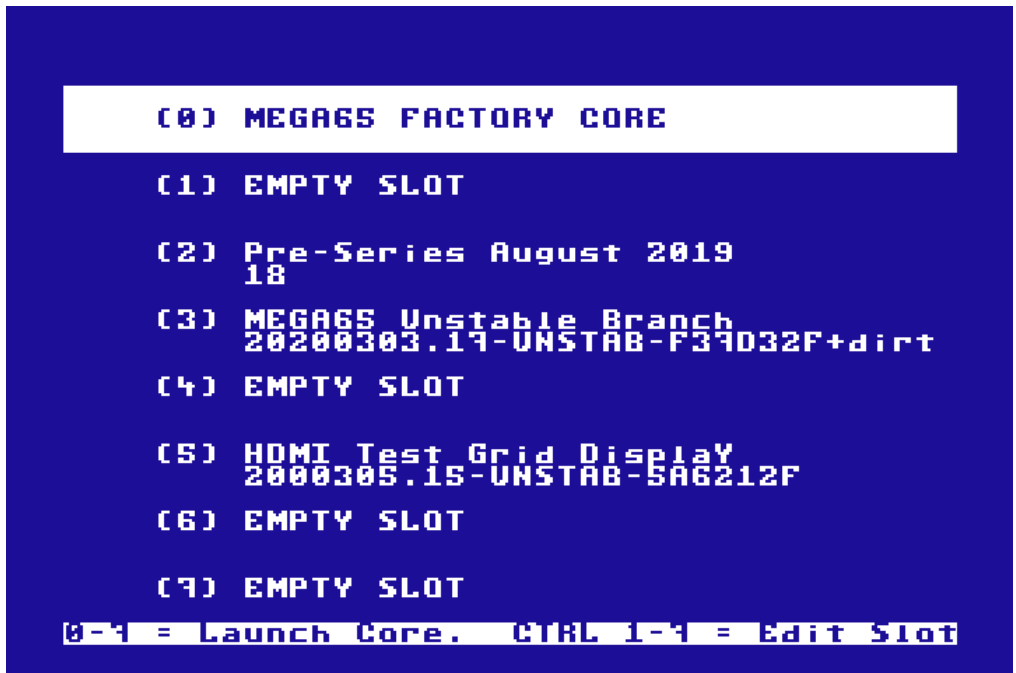 (0) MEGA65 FACTORY CORE
(1) EMPTY SLOT
(2) Pre-Series August 2019
18
(3) MEGA65 Unstable Branch
20200303.17-UNSTAB-F37D32F+dirt
(4) EMPTY SLOT
(5) HDMI Test Grid DisplaY
2000305.15-UNSTAB-5A6212F
(6) EMPTY SLOT
(7) EMPTY SLOT
0-7 = Launch Core.  CTRL 1-7 = Edit Slot